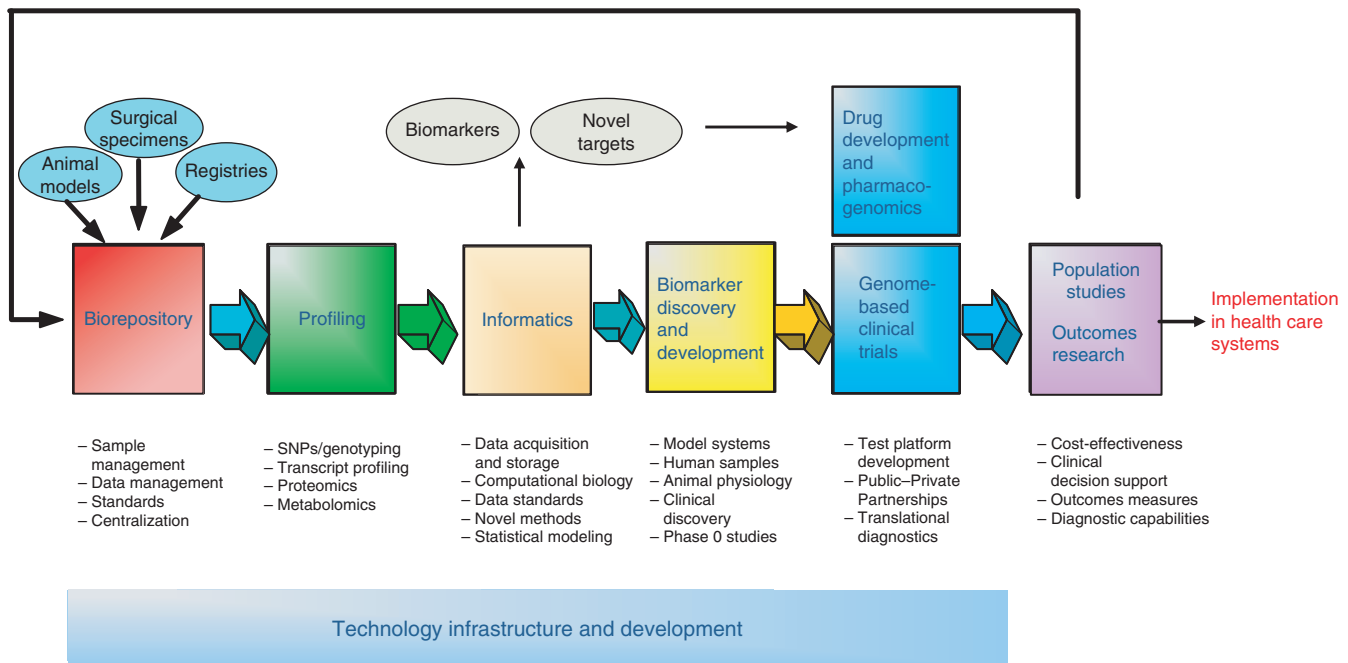 Surgical
specimens
Animal
models
Registries
Biomarkers
Novel
targets
Drug
development
and
pharmaco-
genomics
Biorepository
Profiling
Informatics
Biomarker
discovery
and
development
Genome-
based
clinical
trials
Population
studies
Outcomes
research
Implementation
in health care
systems
– Sample
management
– Data management
– Standards
– Centralization
– SNPs/genotyping
– Transcript profiling
– Proteomics
– Metabolomics
– Data acquisition
and storage
– Computational biology
– Data standards
– Novel methods
– Statistical modeling
– Model systems
– Human samples
– Animal physiology
– Clinical
discovery
– Phase 0 studies
– Test platform
development
– Public–Private
Partnerships
– Translational
diagnostics
– Cost-effectiveness
– Clinical
decision support
– Outcomes measures
– Diagnostic capabilities
Technology infrastructure and development